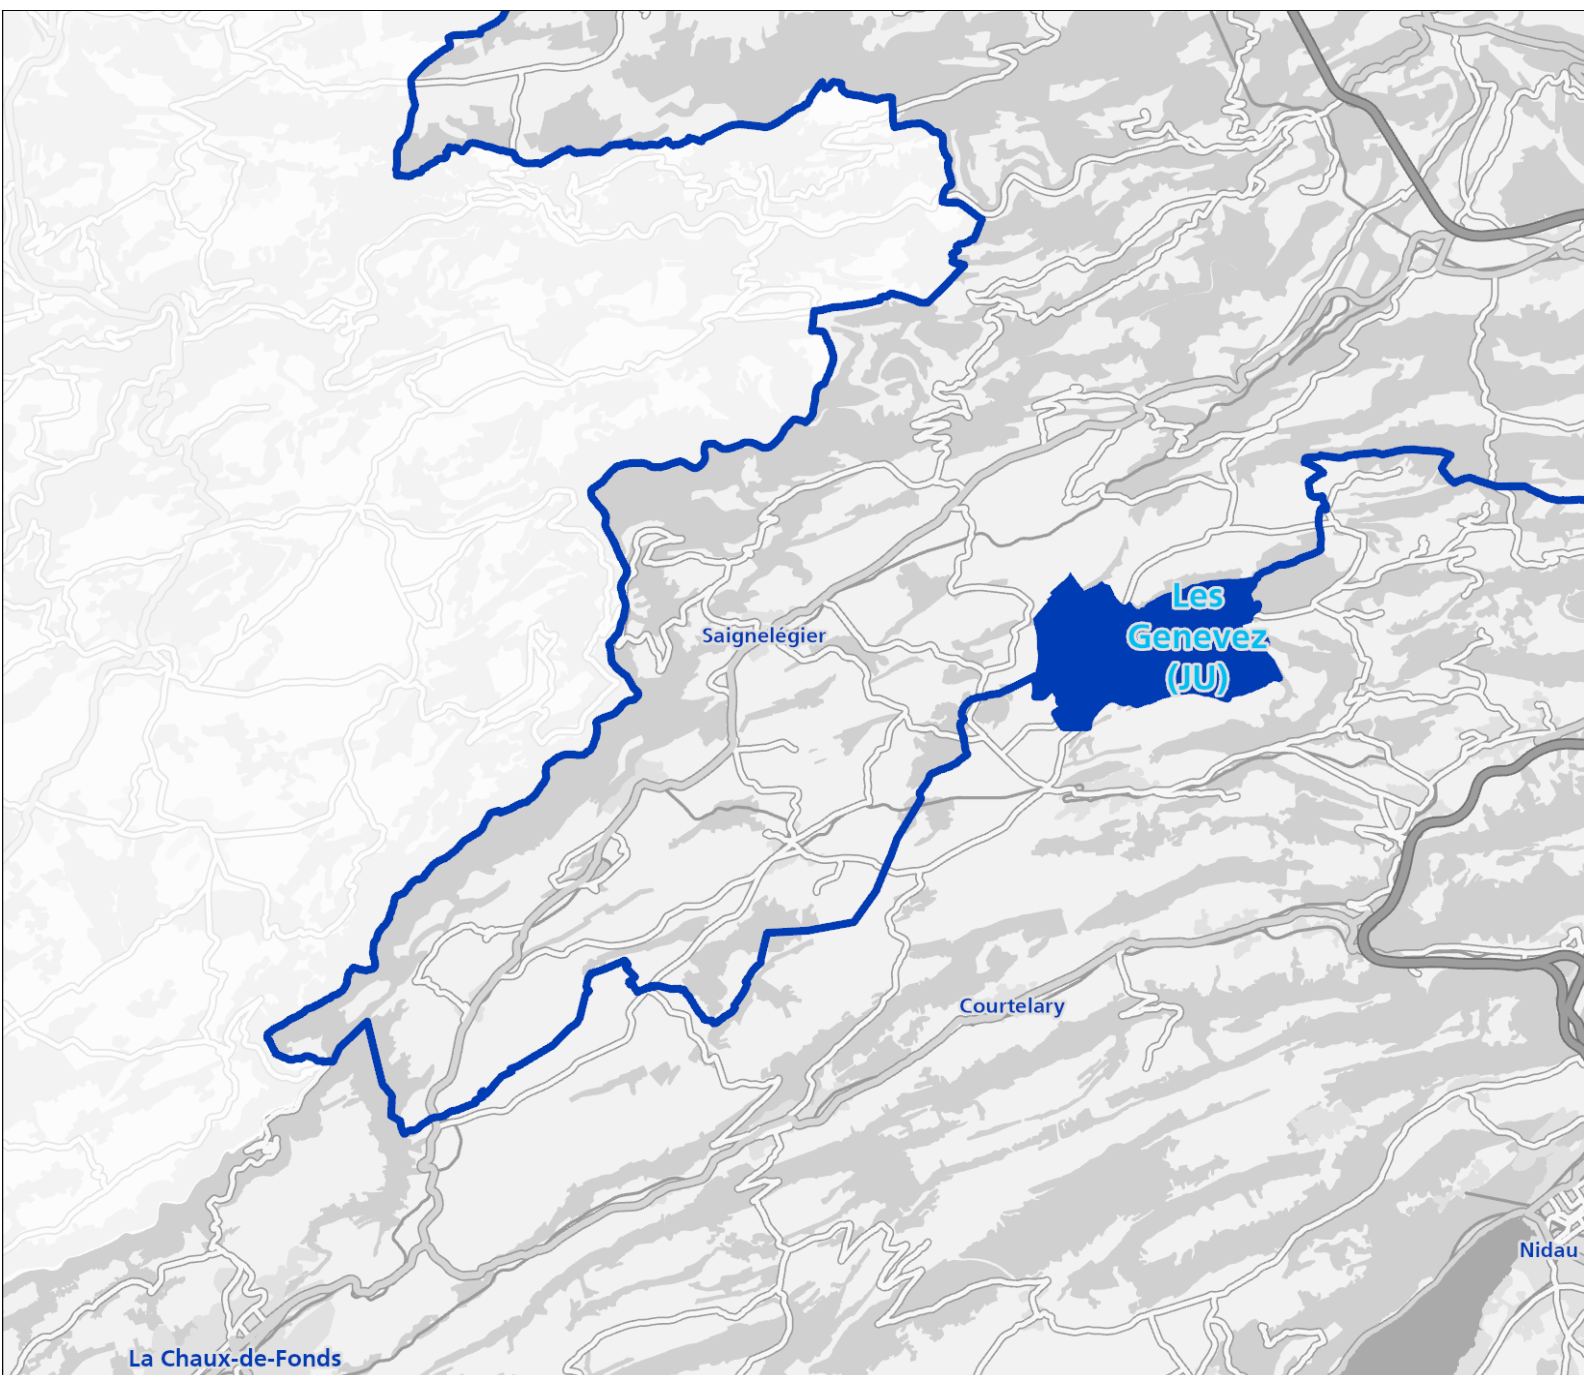 Les
Genevez
(JU)
Saignelégier
Courtelary
Nidau
La Chaux-de-Fonds